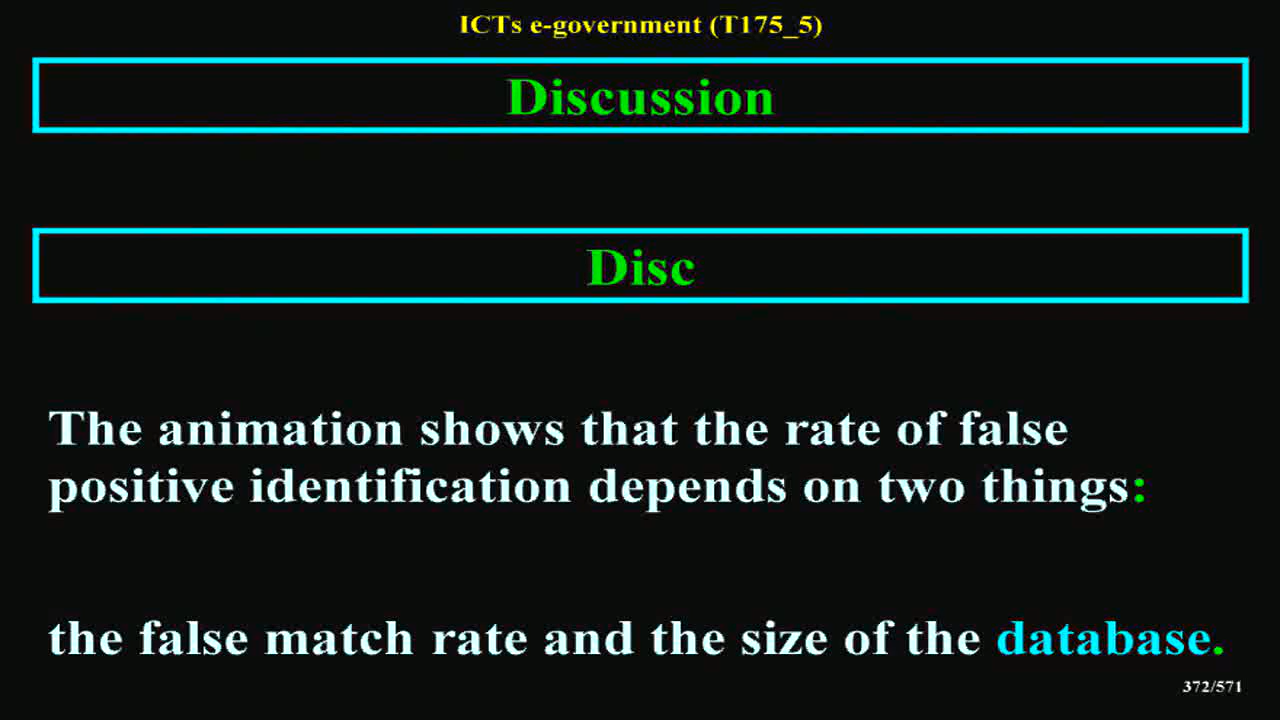 ICTs e-government (T175_5)
Discussion
Disc
The animation shows that the rate of false
positive identification depends on two things:
the false match rate and the size of the database.
372/571